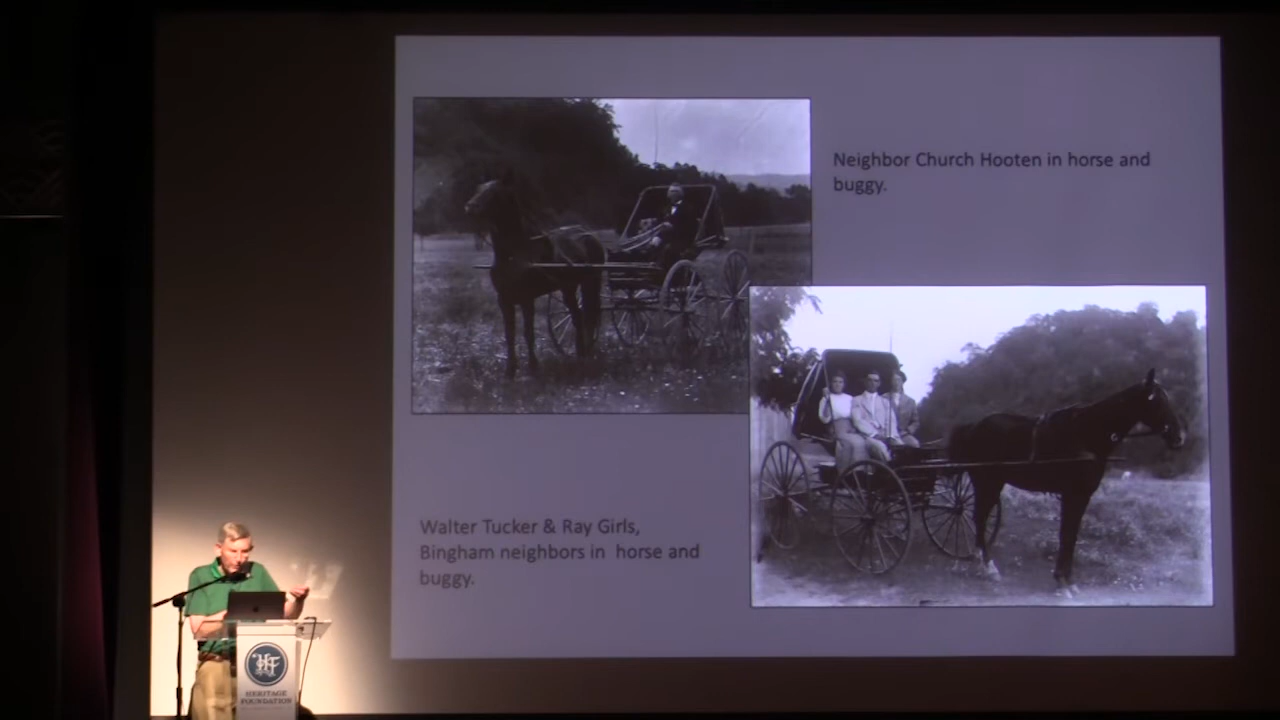 Neighbor Church Hooten in horse and
buggy.
Walter Tucker & Ray Girls,
Bingham neighbors in horse and
buggy.
HF
HERITAGE
FOUNDATION